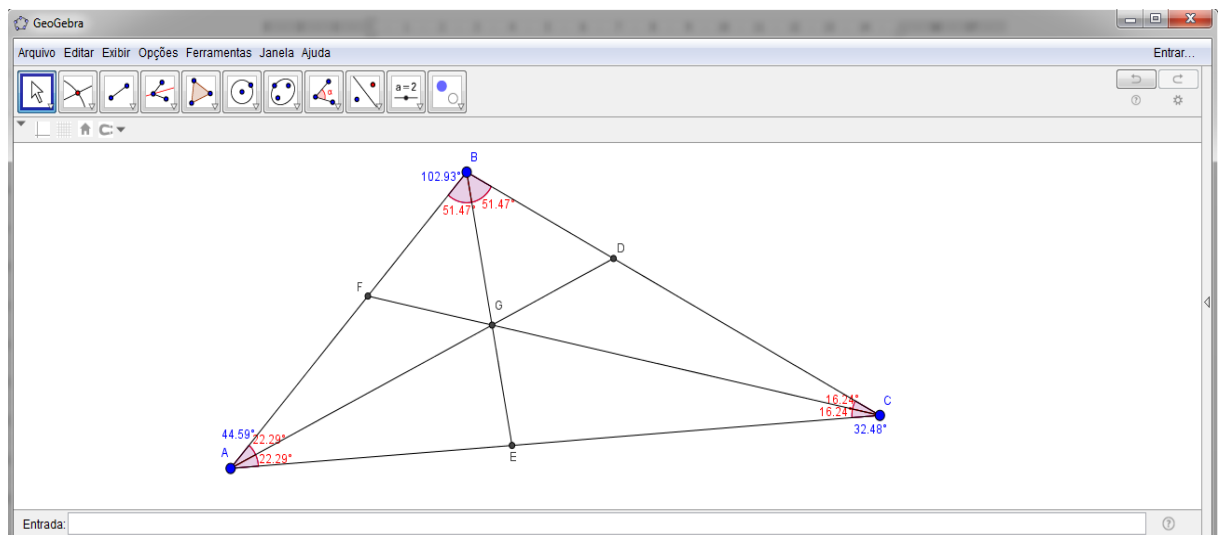 GeoGebra
Arquivo Editar Exibir Opções Ferramentas Janela Ajuda Entrar...
α a=2
B
102.93°
51.47° 51.47°
D
F
G
16.24° C
16.24°
32.48°
44.59° 22.29°
A
22.29°
E
Entrada: